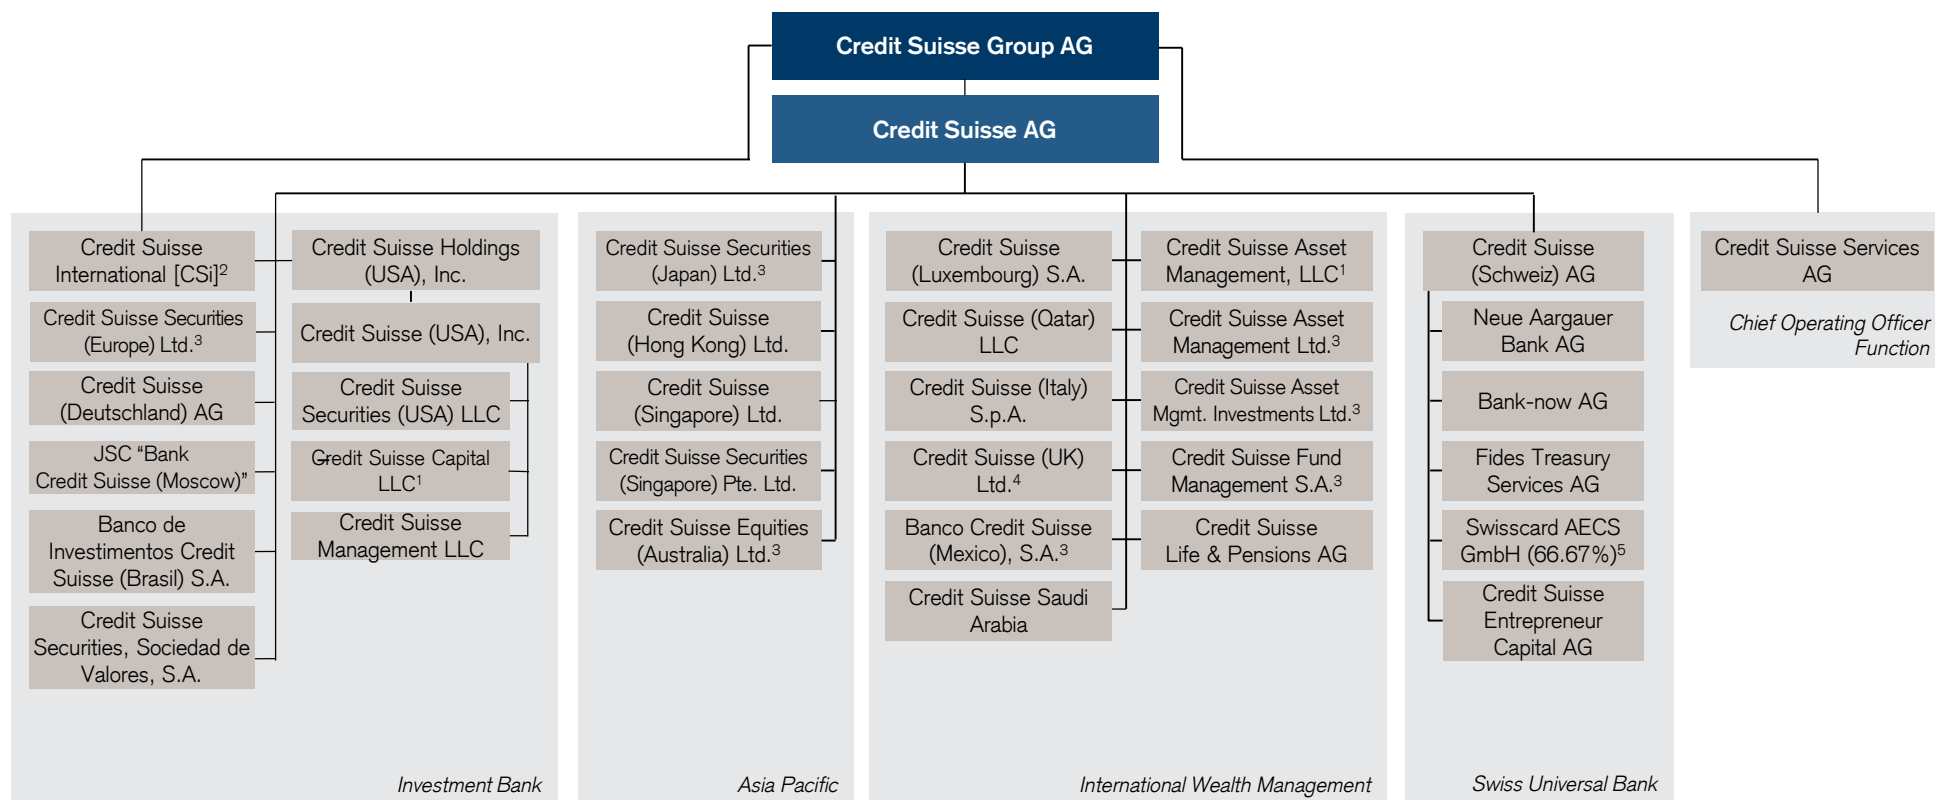 Credit Suisse Group AG
Credit Suisse AG
Credit Suisse
International [CSi]²
Credit Suisse Securities
(Europe) Ltd.³
Credit Suisse
(Deutschland) AG
JSC “Bank
Credit Suisse (Moscow)”
Banco de
Investimentos Credit
Suisse (Brasil) S.A.
Credit Suisse
Securities, Sociedad de
Valores, S.A.
Credit Suisse Holdings
(USA), Inc.
Credit Suisse (USA), Inc.
Credit Suisse
Securities (USA) LLC
Credit Suisse Capital
LLC¹
Credit Suisse
Management LLC
Investment Bank
Credit Suisse Securities
(Japan) Ltd.³
Credit Suisse
(Hong Kong) Ltd.
Credit Suisse
(Singapore) Ltd.
Credit Suisse Securities
(Singapore) Pte. Ltd.
Credit Suisse Equities
(Australia) Ltd.³
Asia Pacific
Credit Suisse
(Luxembourg) S.A.
Credit Suisse (Qatar)
LLC
Credit Suisse (Italy)
S.p.A.
Credit Suisse (UK)
Ltd.⁴
Banco Credit Suisse
(Mexico), S.A.³
Credit Suisse Saudi
Arabia
Credit Suisse Asset
Management, LLC¹
Credit Suisse Asset
Management Ltd.³
Credit Suisse Asset
Mgmt. Investments Ltd.³
Credit Suisse Fund
Management S.A.³
Credit Suisse
Life & Pensions AG
International Wealth Management
Credit Suisse
(Schweiz) AG
Neue Aargauer
Bank AG
Bank-now AG
Fides Treasury
Services AG
Swisscard AECS
GmbH (66.67%)⁵
Credit Suisse
Entrepreneur
Capital AG
Swiss Universal Bank
Credit Suisse Services
AG
Chief Operating Officer
Function